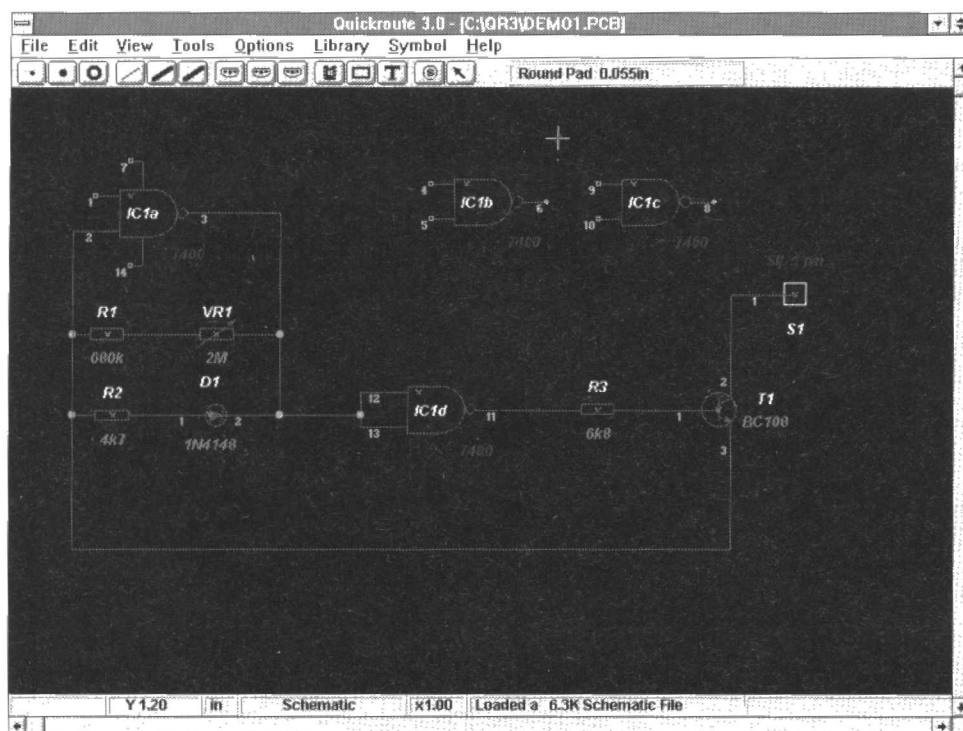 Quickroute 3.0 - [C:\QR3\DEMO1.PCB]
File Edit View Tools Options Library Symbol Help
T S Round Pad 0.055in
7
1 IC1a 3
2
7400
14
4 IC1b 6
5
7400
9 IC1c 8
10
7400
1
S1
R1 VR1
680k 2M
R2 D1
1 2
4k7 1N4148
12 IC1d 11
13
7400
R3
6k8
2
1 T1
BC108
3
Y 1.20 in Schematic x1.00 Loaded a 6.3K Schematic File